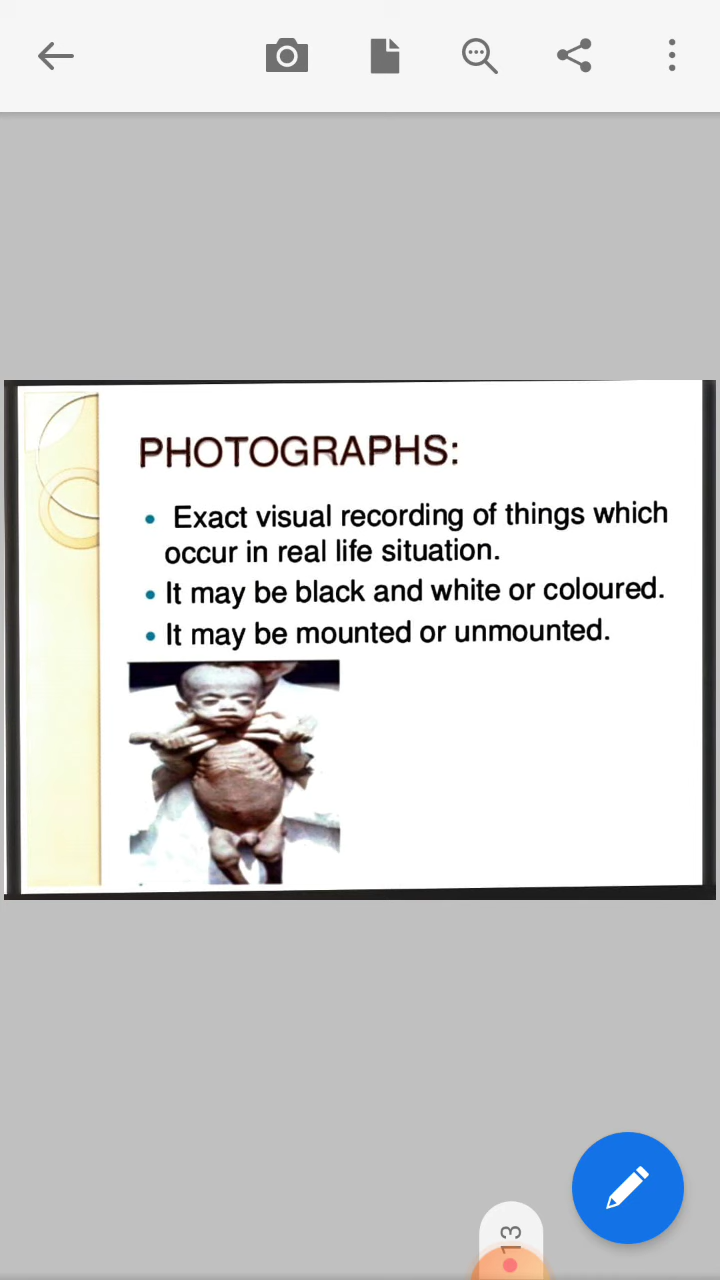 PHOTOGRAPHS:
• Exact visual recording of things which
occur in real life situation.
• It may be black and white or coloured.
• It may be mounted or unmounted.
13